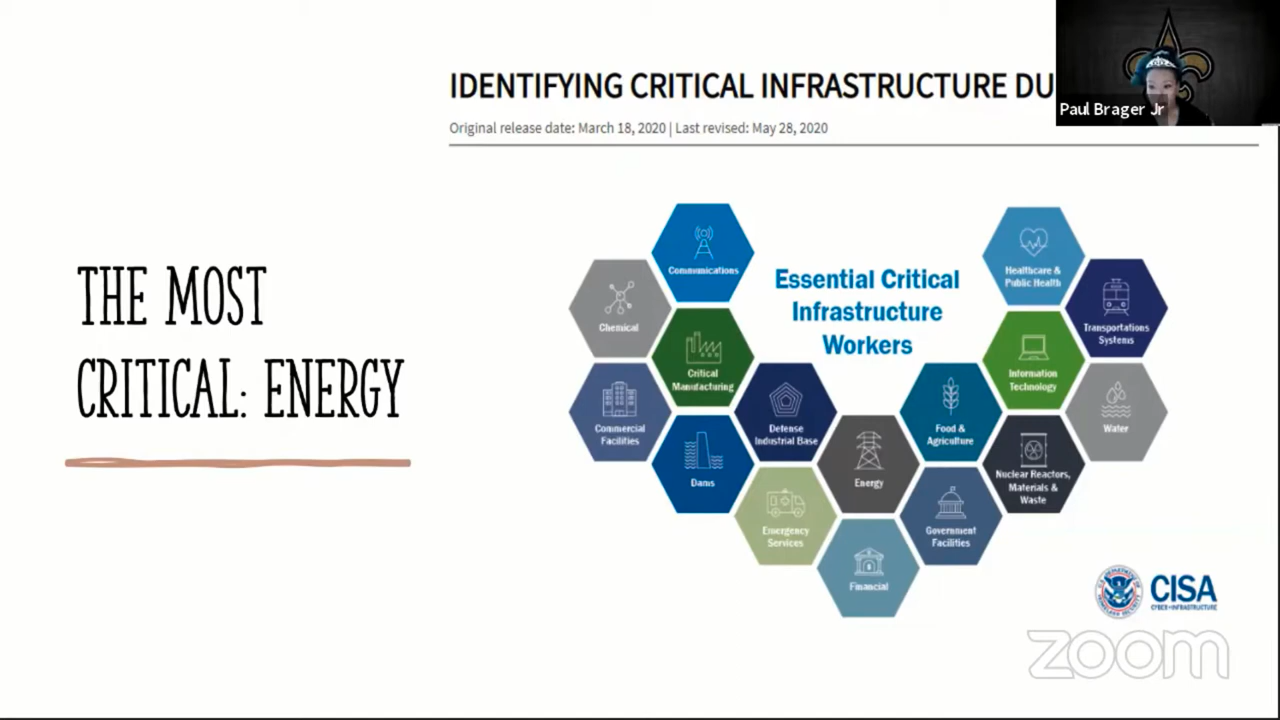 IDENTIFYING CRITICAL INFRASTRUCTURE DU
Paul Brager Jr
Original release date: March 18, 2020 | Last revised: May 28, 2020
THE MOST
CRITICAL: ENERGY
Essential Critical
Infrastructure
Workers
Communications
Healthcare &
Public Health
Chemical
Transportations
Systems
Critical
Manufacturing
Information
Technology
Commercial
Facilities
Defense
Industrial Base
Food &
Agriculture
Water
Dams
Energy
Nuclear Reactors,
Materials &
Waste
Emergency
Services
Government
Facilities
Financial
CISA
CYBER+INFRASTRUCTURE
zoom